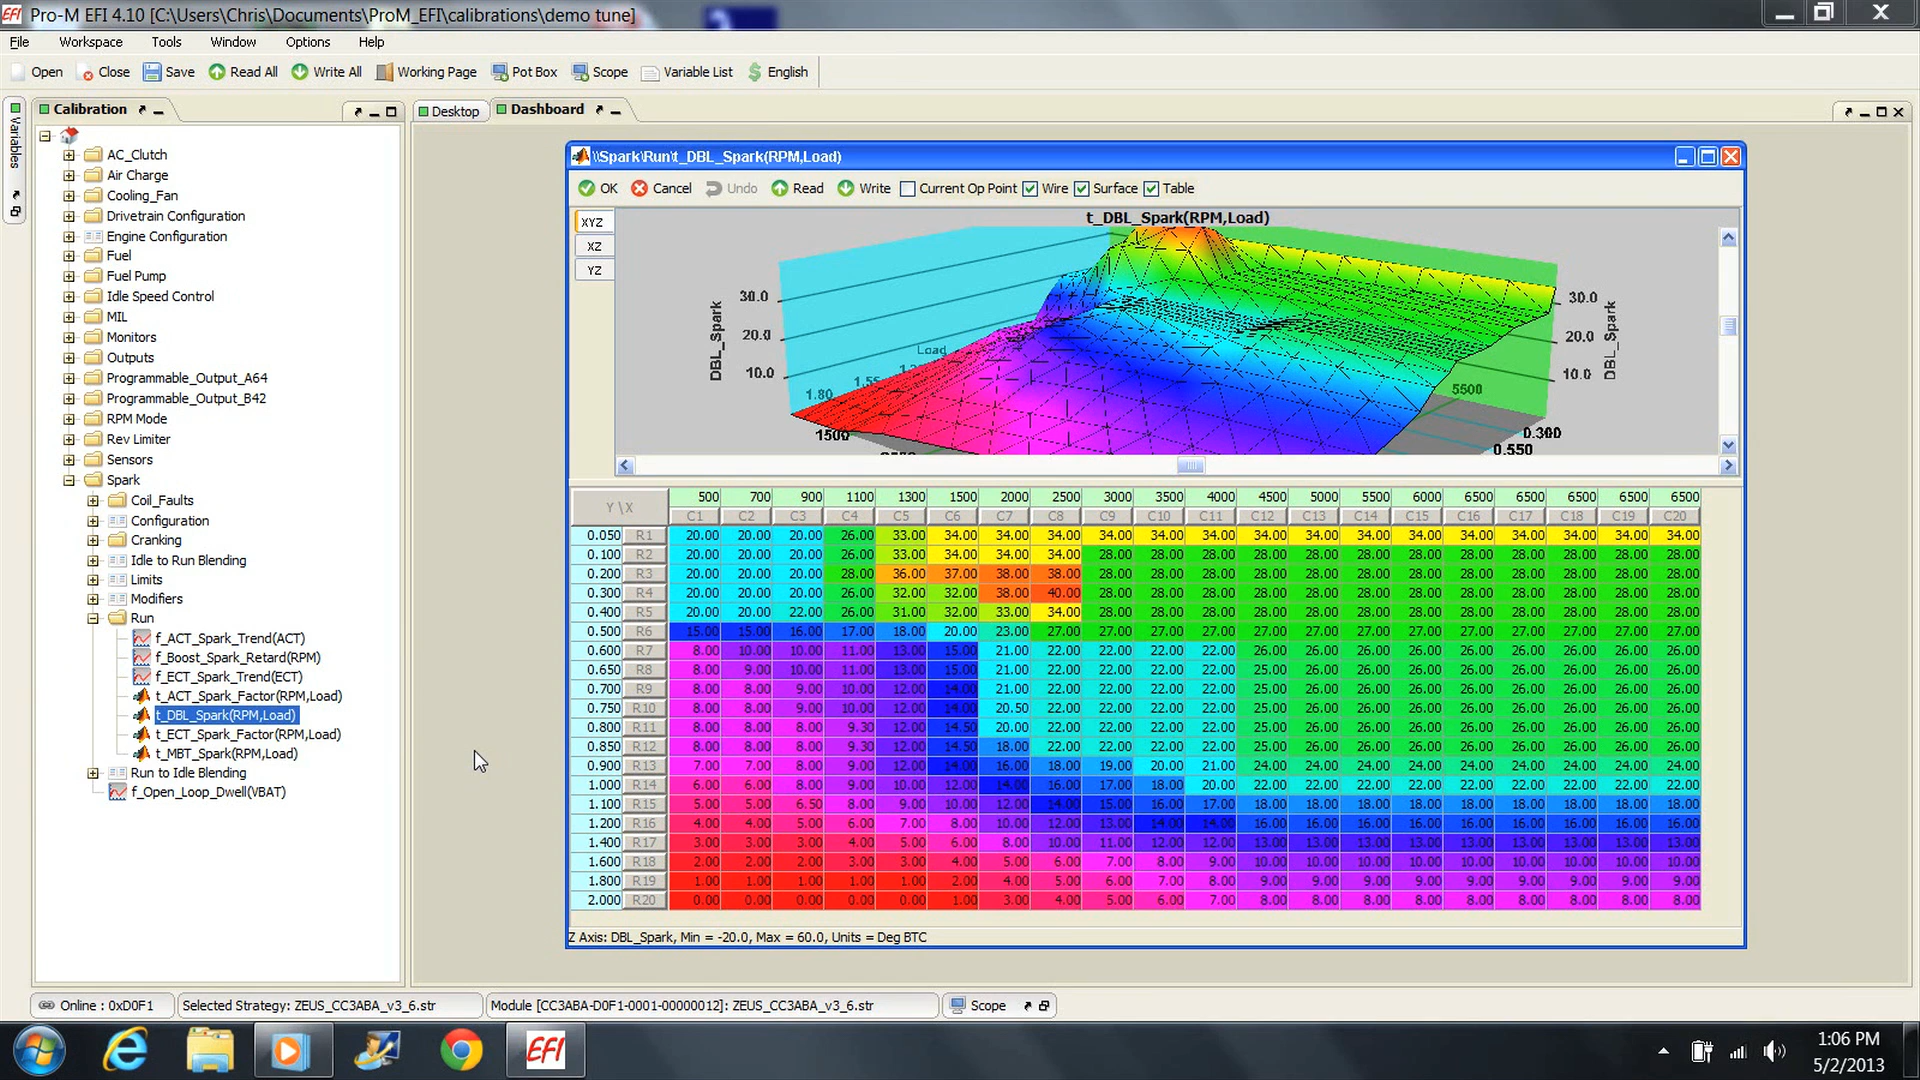 Pro-M EFI 4.10 [C:\Users\Chris\Documents\ProM_EFI\calibrations\demo tune]
File Workspace Tools Window Options Help
Open Close Save Read All Write All Working Page Pot Box Scope Variable List English
Variables
Calibration
Desktop Dashboard
AC_Clutch
Air Charge
Cooling_Fan
Drivetrain Configuration
Engine Configuration
Fuel
Fuel Pump
Idle Speed Control
MIL
Monitors
Outputs
Programmable_Output_A64
Programmable_Output_B42
RPM Mode
Rev Limiter
Sensors
Spark
Coil_Faults
Configuration
Cranking
Idle to Run Blending
Limits
Modifiers
Run
f_ACT_Spark_Trend(ACT)
f_Boost_Spark_Retard(RPM)
f_ECT_Spark_Trend(ECT)
t_ACT_Spark_Factor(RPM,Load)
t_DBL_Spark(RPM,Load)
t_ECT_Spark_Factor(RPM,Load)
t_MBT_Spark(RPM,Load)
Run to Idle Blending
f_Open_Loop_Dwell(VBAT)
\\Spark\Run\t_DBL_Spark(RPM,Load)
OK Cancel Undo Read Write Current Op Point Wire Surface Table
XYZ
XZ
YZ
t_DBL_Spark(RPM,Load)
DBL_Spark
30.0
20.0
10.0
Load
1.80
1500
5500
0.300
0.550
30.0
20.0
10.0
DBL_Spark
Y \ X 500 700 900 1100 1300 1500 2000 2500 3000 3500 4000 4500 5000 5500 6000 6500 6500 6500 6500 6500
C1 C2 C3 C4 C5 C6 C7 C8 C9 C10 C11 C12 C13 C14 C15 C16 C17 C18 C19 C20
0.050 R1 20.00 20.00 20.00 26.00 33.00 34.00 34.00 34.00 34.00 34.00 34.00 34.00 34.00 34.00 34.00 34.00 34.00 34.00 34.00 34.00
0.100 R2 20.00 20.00 20.00 26.00 33.00 34.00 34.00 34.00 28.00 28.00 28.00 28.00 28.00 28.00 28.00 28.00 28.00 28.00 28.00 28.00
0.200 R3 20.00 20.00 20.00 28.00 36.00 37.00 38.00 38.00 28.00 28.00 28.00 28.00 28.00 28.00 28.00 28.00 28.00 28.00 28.00 28.00
0.300 R4 20.00 20.00 20.00 26.00 32.00 32.00 38.00 40.00 28.00 28.00 28.00 28.00 28.00 28.00 28.00 28.00 28.00 28.00 28.00 28.00
0.400 R5 20.00 20.00 22.00 26.00 31.00 32.00 33.00 34.00 28.00 28.00 28.00 28.00 28.00 28.00 28.00 28.00 28.00 28.00 28.00 28.00
0.500 R6 15.00 15.00 16.00 17.00 18.00 20.00 23.00 27.00 27.00 27.00 27.00 27.00 27.00 27.00 27.00 27.00 27.00 27.00 27.00 27.00
0.600 R7 8.00 10.00 10.00 11.00 13.00 15.00 21.00 22.00 22.00 22.00 22.00 26.00 26.00 26.00 26.00 26.00 26.00 26.00 26.00 26.00
0.650 R8 8.00 9.00 10.00 11.00 13.00 15.00 21.00 22.00 22.00 22.00 22.00 26.00 26.00 26.00 26.00 26.00 26.00 26.00 26.00 26.00
0.700 R9 8.00 8.00 9.00 10.00 12.00 14.00 21.00 22.00 22.00 22.00 22.00 25.00 26.00 26.00 26.00 26.00 26.00 26.00 26.00 26.00
0.750 R10 8.00 8.00 9.00 10.00 12.00 14.00 20.50 22.00 22.00 22.00 22.00 25.00 26.00 26.00 26.00 26.00 26.00 26.00 26.00 26.00
0.800 R11 8.00 8.00 8.00 9.30 12.00 14.50 20.00 22.00 22.00 22.00 22.00 25.00 26.00 26.00 26.00 26.00 26.00 26.00 26.00 26.00
0.850 R12 8.00 8.00 8.00 9.30 12.00 14.50 18.00 22.00 22.00 22.00 22.00 25.00 26.00 26.00 26.00 26.00 26.00 26.00 26.00 26.00
0.900 R13 7.00 7.00 8.00 9.00 12.00 14.00 16.00 18.00 19.00 20.00 21.00 24.00 24.00 24.00 24.00 24.00 24.00 24.00 24.00 24.00
1.000 R14 6.00 6.00 8.00 9.00 10.00 12.00 14.00 16.00 17.00 18.00 20.00 22.00 22.00 22.00 22.00 22.00 22.00 22.00 22.00 22.00
1.100 R15 5.00 5.00 6.50 8.00 9.00 10.00 12.00 14.00 15.00 16.00 17.00 18.00 18.00 18.00 18.00 18.00 18.00 18.00 18.00 18.00
1.200 R16 4.00 4.00 5.00 6.00 7.00 8.00 10.00 12.00 13.00 14.00 14.00 16.00 16.00 16.00 16.00 16.00 16.00 16.00 16.00 16.00
1.400 R17 3.00 3.00 3.00 4.00 5.00 6.00 8.00 10.00 11.00 12.00 12.00 13.00 13.00 13.00 13.00 13.00 13.00 13.00 13.00 13.00
1.600 R18 2.00 2.00 2.00 3.00 3.00 4.00 5.00 6.00 7.00 8.00 9.00 10.00 10.00 10.00 10.00 10.00 10.00 10.00 10.00 10.00
1.800 R19 1.00 1.00 1.00 1.00 1.00 2.00 4.00 5.00 6.00 7.00 8.00 9.00 9.00 9.00 9.00 9.00 9.00 9.00 9.00 9.00
2.000 R20 0.00 0.00 0.00 0.00 0.00 1.00 3.00 4.00 5.00 6.00 7.00 8.00 8.00 8.00 8.00 8.00 8.00 8.00 8.00 8.00
Z Axis: DBL_Spark, Min = -20.0, Max = 60.0, Units = Deg BTC
Online : 0xD0F1 Selected Strategy: ZEUS_CC3ABA_v3_6.str Module [CC3ABA-D0F1-0001-00000012]: ZEUS_CC3ABA_v3_6.str Scope
EFI
1:06 PM
5/2/2013